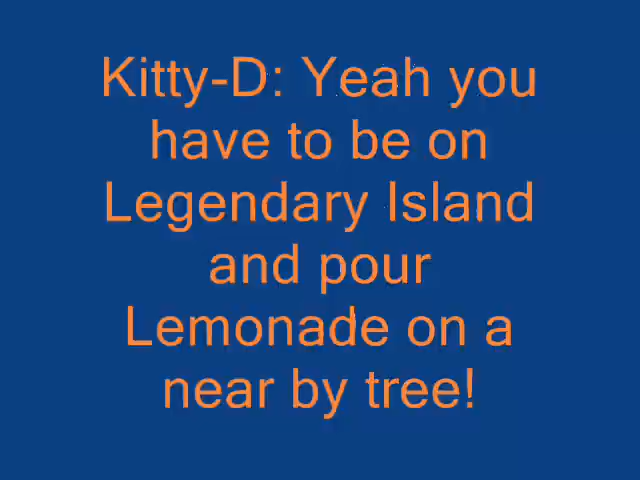 Kitty-D: Yeah you
have to be on
Legendary Island
and pour
Lemonade on a
near by tree!